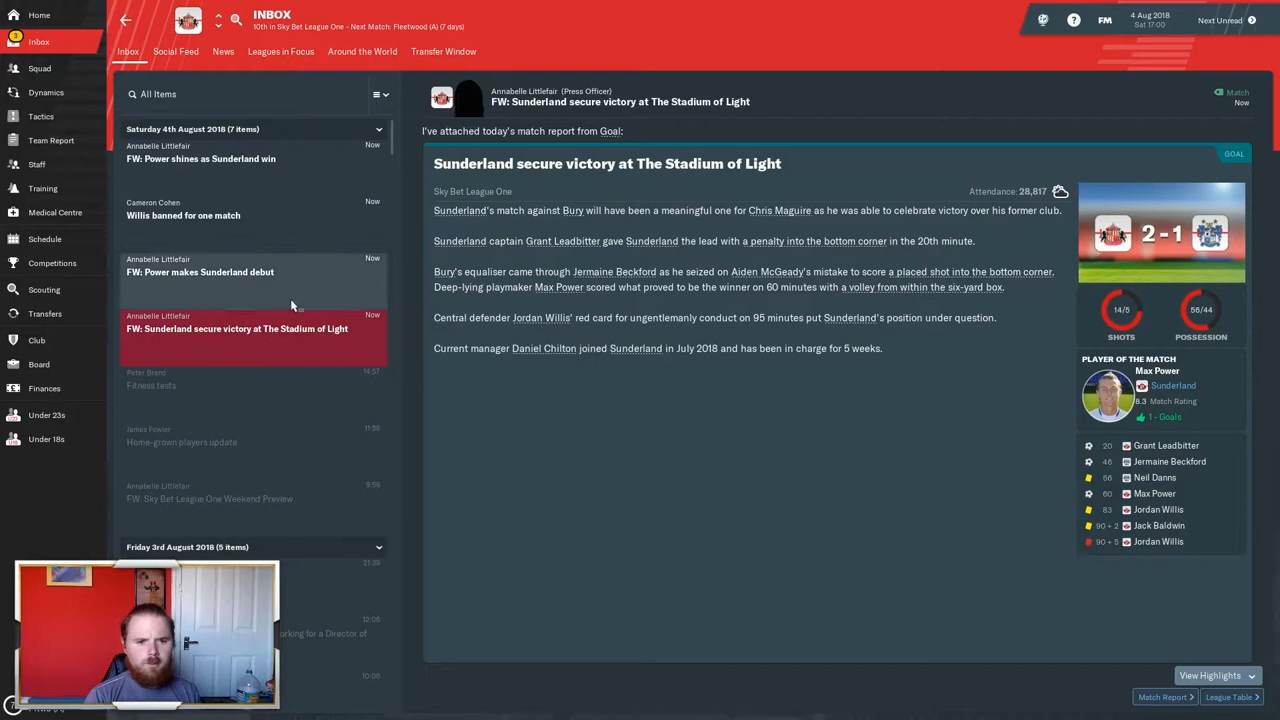 Home
3
Inbox
Squad
Dynamics
Tactics
Team Report
Staff
Training
Medical Centre
Schedule
Competitions
Scouting
Transfers
Club
Board
Finances
Under 23s
Under 18s
INBOX
10th in Sky Bet League One - Next Match: Fleetwood (A) (7 days)
Inbox
Social Feed
News
Leagues in Focus
Around the World
Transfer Window
?
FM
4 Aug 2018
Sat 17:00
Next Unread
All Items
Saturday 4th August 2018 (7 items)
Annabelle Littlefair
Now
FW: Power shines as Sunderland win
Cameron Cohen
Now
Willis banned for one match
Annabelle Littlefair
Now
FW: Power makes Sunderland debut
Annabelle Littlefair
Now
FW: Sunderland secure victory at The Stadium of Light
Peter Brand
14:57
Fitness tests
James Fowler
11:58
Home-grown players update
Annabelle Littlefair
9:59
FW: Sky Bet League One Weekend Preview
Friday 3rd August 2018 (5 items)
21:39
12:06
orking for a Director of
10:06
Annabelle Littlefair (Press Officer)
FW: Sunderland secure victory at The Stadium of Light
Match
Now
I've attached today's match report from Goal:
GOAL
Sunderland secure victory at The Stadium of Light
Sky Bet League One
Attendance: 28,817
Sunderland's match against Bury will have been a meaningful one for Chris Maguire as he was able to celebrate victory over his former club.
Sunderland captain Grant Leadbitter gave Sunderland the lead with a penalty into the bottom corner in the 20th minute.
Bury's equaliser came through Jermaine Beckford as he seized on Aiden McGeady's mistake to score a placed shot into the bottom corner.
Deep-lying playmaker Max Power scored what proved to be the winner on 60 minutes with a volley from within the six-yard box.
Central defender Jordan Willis' red card for ungentlemanly conduct on 95 minutes put Sunderland's position under question.
Current manager Daniel Chilton joined Sunderland in July 2018 and has been in charge for 5 weeks.
2-1
14/5
56/44
SHOTS
POSSESSION
PLAYER OF THE MATCH
Max Power
Sunderland
8.3 Match Rating
1 - Goals
20 Grant Leadbitter
46 Jermaine Beckford
56 Neil Danns
60 Max Power
83 Jordan Willis
90 + 2 Jack Baldwin
90 + 5 Jordan Willis
View Highlights
Match Report
League Table